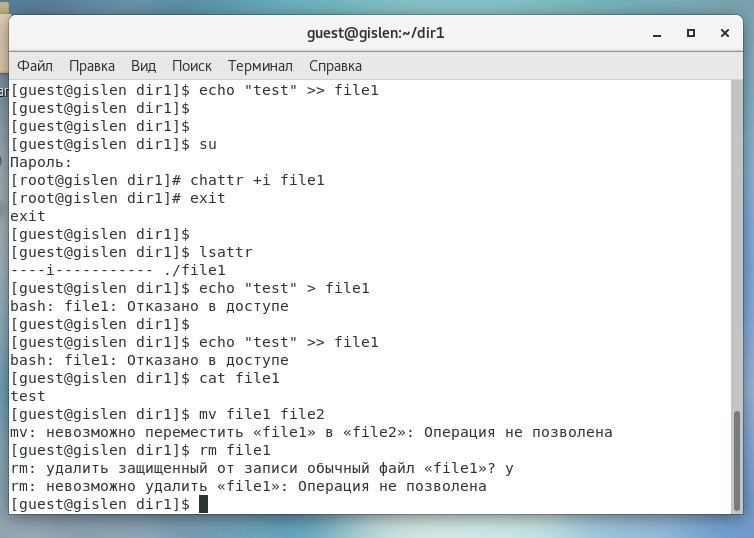 guest@gislen:~/dir1
Файл Правка Вид Поиск Терминал Справка
[guest@gislen dir1]$ echo "test" >> file1
[guest@gislen dir1]$
[guest@gislen dir1]$
[guest@gislen dir1]$ su
Пароль:
[root@gislen dir1]# chattr +i file1
[root@gislen dir1]# exit
exit
[guest@gislen dir1]$
[guest@gislen dir1]$ lsattr
----i----------- ./file1
[guest@gislen dir1]$ echo "test" > file1
bash: file1: Отказано в доступе
[guest@gislen dir1]$
[guest@gislen dir1]$ echo "test" >> file1
bash: file1: Отказано в доступе
[guest@gislen dir1]$ cat file1
test
[guest@gislen dir1]$ mv file1 file2
mv: невозможно переместить «file1» в «file2»: Операция не позволена
[guest@gislen dir1]$ rm file1
rm: удалить защищенный от записи обычный файл «file1»? y
rm: невозможно удалить «file1»: Операция не позволена
[guest@gislen dir1]$